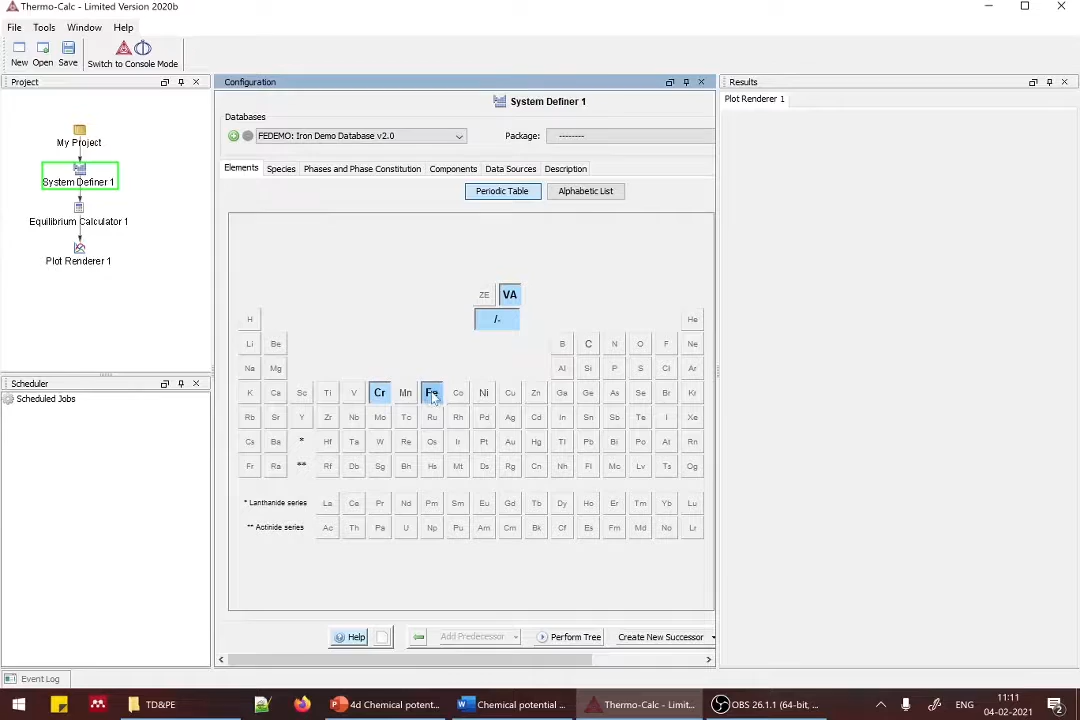 Thermo-Calc - Limited Version 2020b
File Tools Window Help
New Open Save Switch to Console Mode
Project
My Project
System Definer 1
Equilibrium Calculator 1
Plot Renderer 1
Scheduler
Scheduled Jobs
Configuration
System Definer 1
Databases
FEDEMO: Iron Demo Database v2.0 Package: --------
Elements Species Phases and Phase Constitution Components Data Sources Description
Periodic Table Alphabetic List
ZE VA
/-
H He
Li Be B C N O F Ne
Na Mg Al Si P S Cl Ar
K Ca Sc Ti V Cr Mn Fe Co Ni Cu Zn Ga Ge As Se Br Kr
Rb Sr Y Zr Nb Mo Tc Ru Rh Pd Ag Cd In Sn Sb Te I Xe
Cs Ba * Hf Ta W Re Os Ir Pt Au Hg Tl Pb Bi Po At Rn
Fr Ra ** Rf Db Sg Bh Hs Mt Ds Rg Cn Nh Fl Mc Lv Ts Og
* Lanthanide series La Ce Pr Nd Pm Sm Eu Gd Tb Dy Ho Er Tm Yb Lu
** Actinide series Ac Th Pa U Np Pu Am Cm Bk Cf Es Fm Md No Lr
Help Add Predecessor Perform Tree Create New Successor
Results
Plot Renderer 1
Event Log
TD&PE 4d Chemical potent... Chemical potential ... Thermo-Calc - Limit... OBS 26.1.1 (64-bit, ... ENG 11:11
04-02-2021 2